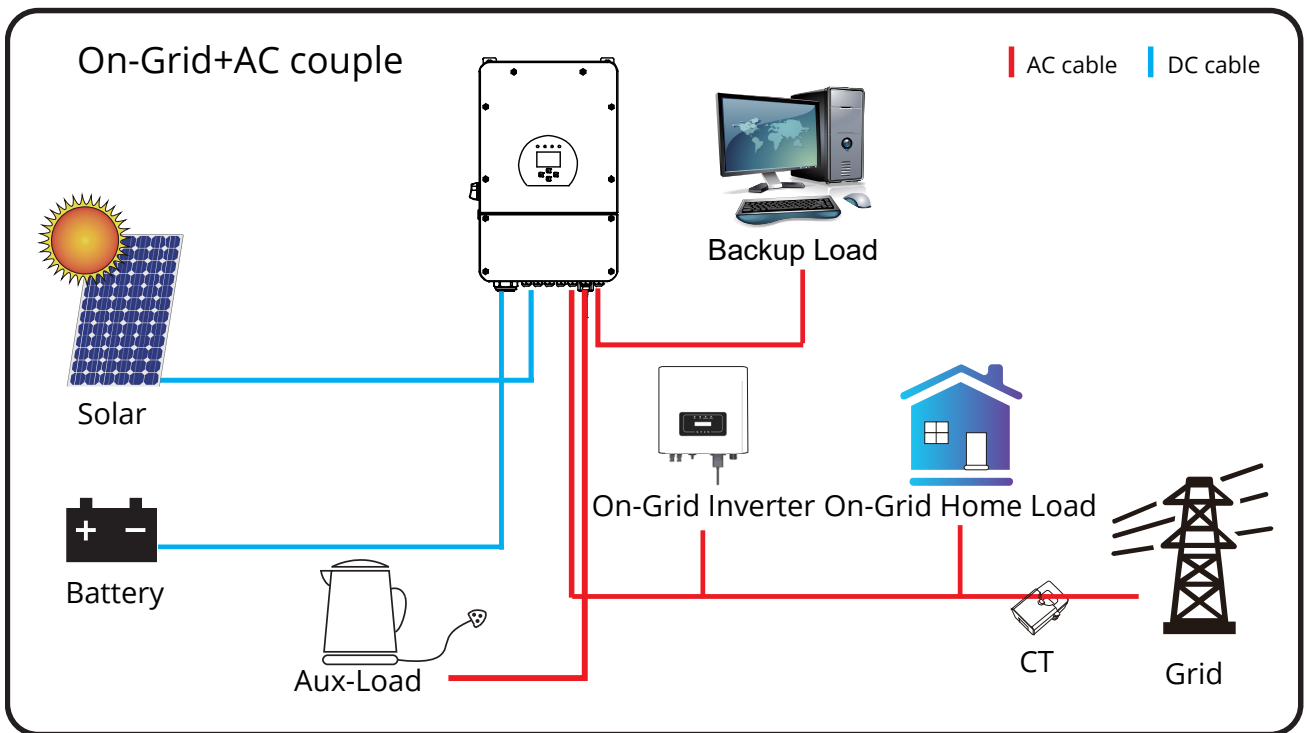 On-Grid+AC couple
AC cable
DC cable
Backup Load
Solar
On-Grid Inverter
On-Grid Home Load
+ −
Battery
Aux-Load
CT
Grid